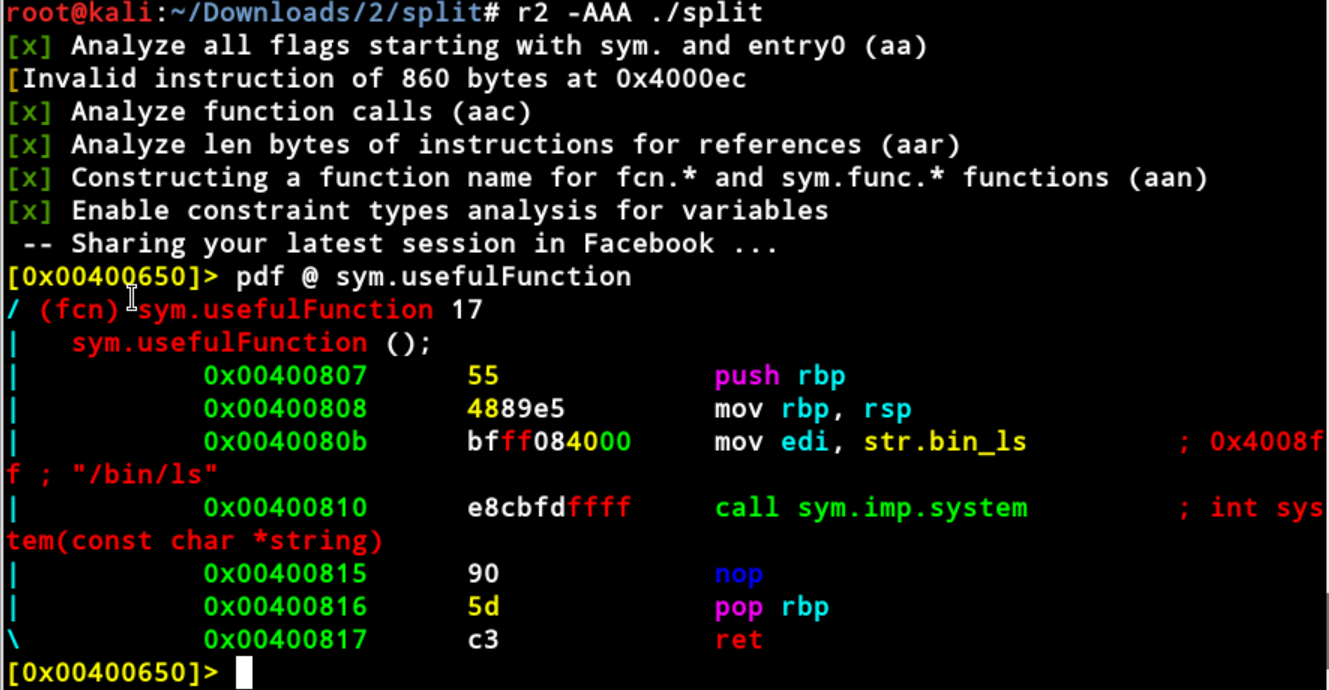 root@kali:~/Downloads/2/split# r2 -AAA ./split
[x] Analyze all flags starting with sym. and entry0 (aa)
[Invalid instruction of 860 bytes at 0x4000ec
[x] Analyze function calls (aac)
[x] Analyze len bytes of instructions for references (aar)
[x] Constructing a function name for fcn.* and sym.func.* functions (aan)
[x] Enable constraint types analysis for variables
 -- Sharing your latest session in Facebook ...
[0x00400650]> pdf @ sym.usefulFunction
/ (fcn) sym.usefulFunction 17
|   sym.usefulFunction ();
|           0x00400807      55             push rbp
|           0x00400808      4889e5         mov rbp, rsp
|           0x0040080b      bfff084000     mov edi, str.bin_ls         ; 0x4008f
f ; "/bin/ls"
|           0x00400810      e8cbfdffff     call sym.imp.system         ; int sys
tem(const char *string)
|           0x00400815      90             nop
|           0x00400816      5d             pop rbp
\           0x00400817      c3             ret
[0x00400650]>